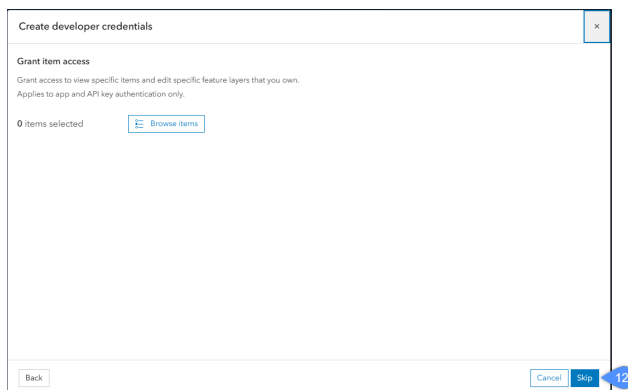 Create developer credentials
×
Grant item access
Grant access to view specific items and edit specific feature layers that you own.
Applies to app and API key authentication only.
0 items selected Browse items
Back Cancel Skip 12